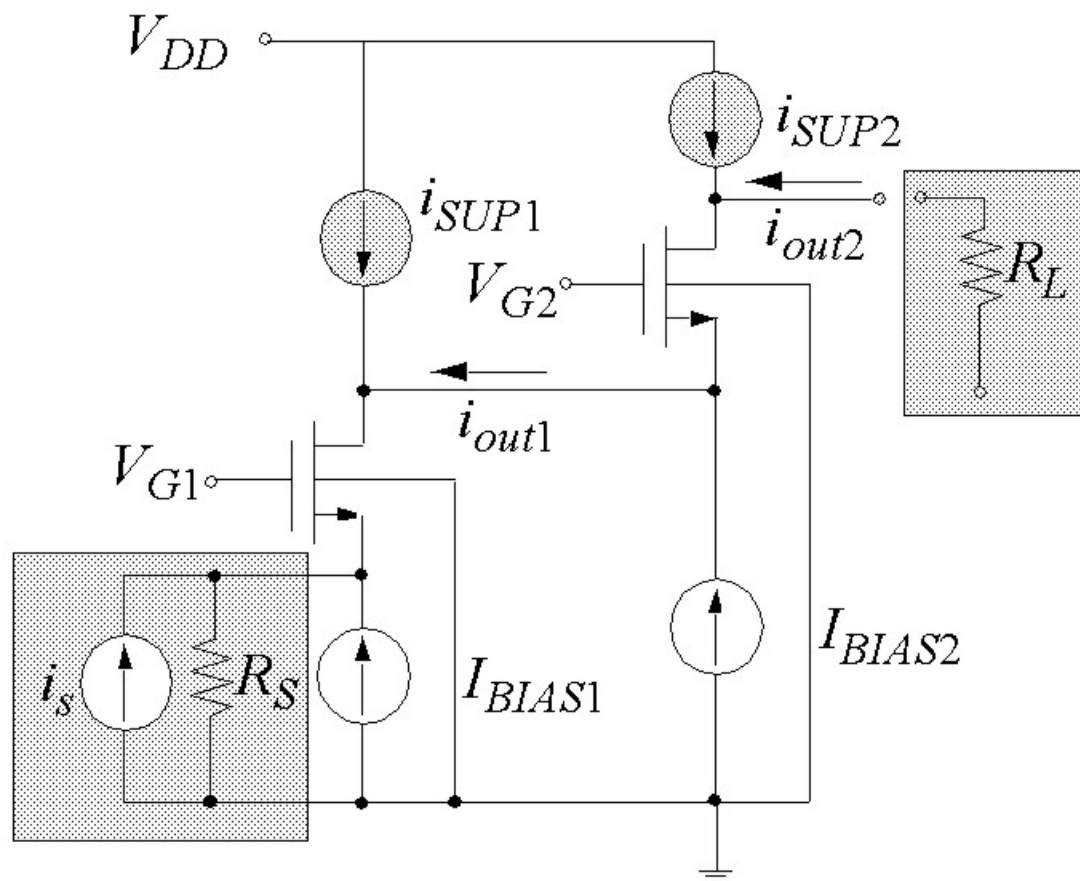 V_DD
i_SUP2
i_SUP1
i_out2
R_L
V_G2
i_out1
V_G1
i_s
R_S
I_BIAS1
I_BIAS2